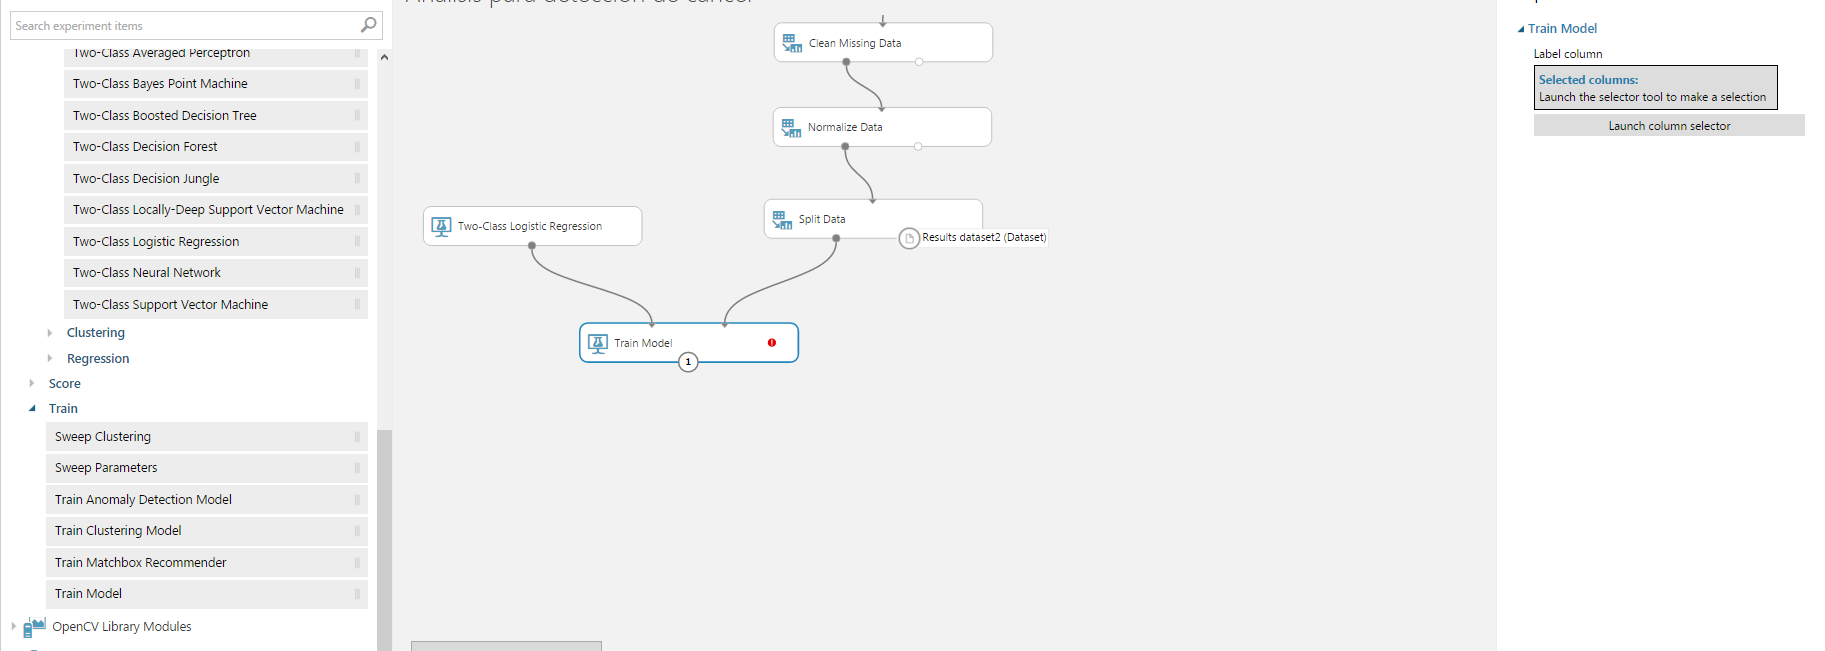 Análisis para detección de cáncer
Search experiment items
Two-Class Averaged Perceptron
Two-Class Bayes Point Machine
Two-Class Boosted Decision Tree
Two-Class Decision Forest
Two-Class Decision Jungle
Two-Class Locally-Deep Support Vector Machine
Two-Class Logistic Regression
Two-Class Neural Network
Two-Class Support Vector Machine
Clustering
Regression
Score
Train
Sweep Clustering
Sweep Parameters
Train Anomaly Detection Model
Train Clustering Model
Train Matchbox Recommender
Train Model
OpenCV Library Modules
Clean Missing Data
Normalize Data
Two-Class Logistic Regression
Split Data
Results dataset2 (Dataset)
Train Model
1
Train Model
Label column
Selected columns:
Launch the selector tool to make a selection
Launch column selector